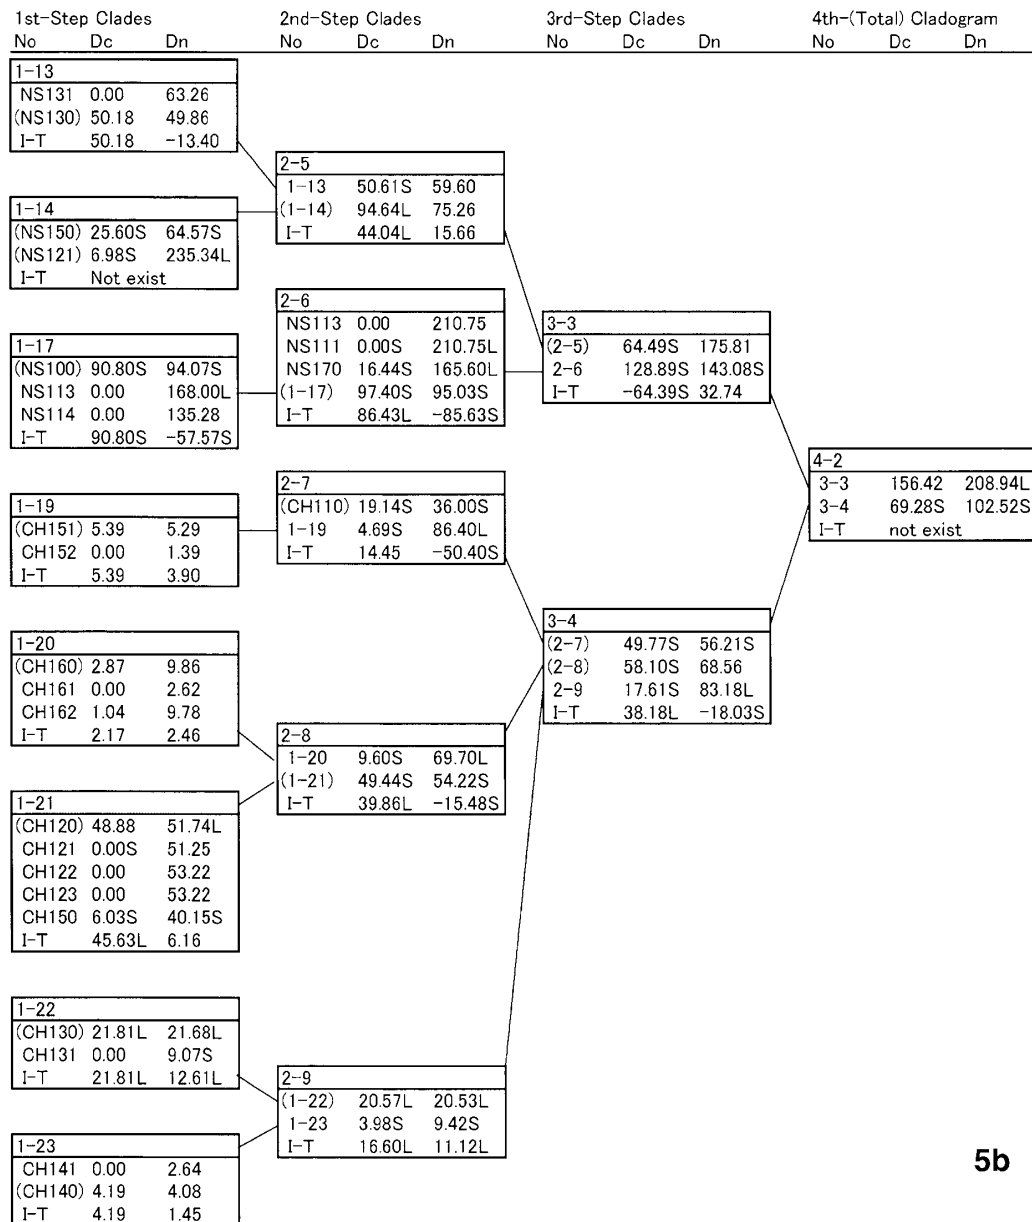 1st-Step Clades
No Dc Dn
1-13
NS131 0.00 63.26
(NS130) 50.18 49.86
I-T 50.18 -13.40
1-14
(NS150) 25.60S 64.57S
(NS121) 6.98S 235.34L
I-T Not exist
1-17
(NS100) 90.80S 94.07S
NS113 0.00 168.00L
NS114 0.00 135.28
I-T 90.80S -57.57S
1-19
(CH151) 5.39 5.29
CH152 0.00 1.39
I-T 5.39 3.90
1-20
(CH160) 2.87 9.86
CH161 0.00 2.62
CH162 1.04 9.78
I-T 2.17 2.46
1-21
(CH120) 48.88 51.74L
CH121 0.00S 51.25
CH122 0.00 53.22
CH123 0.00 53.22
CH150 6.03S 40.15S
I-T 45.63L 6.16
1-22
(CH130) 21.81L 21.68L
CH131 0.00 9.07S
I-T 21.81L 12.61L
1-23
CH141 0.00 2.64
(CH140) 4.19 4.08
I-T 4.19 1.45
2nd-Step Clades
No Dc Dn
2-5
1-13 50.61S 59.60
(1-14) 94.64L 75.26
I-T 44.04L 15.66
2-6
NS113 0.00 210.75
NS111 0.00S 210.75L
NS170 16.44S 165.60L
(1-17) 97.40S 95.03S
I-T 86.43L -85.63S
2-7
(CH110) 19.14S 36.00S
1-19 4.69S 86.40L
I-T 14.45 -50.40S
2-8
1-20 9.60S 69.70L
(1-21) 49.44S 54.22S
I-T 39.86L -15.48S
2-9
(1-22) 20.57L 20.53L
1-23 3.98S 9.42S
I-T 16.60L 11.12L
3rd-Step Clades
No Dc Dn
3-3
(2-5) 64.49S 175.81
2-6 128.89S 143.08S
I-T -64.39S 32.74
3-4
(2-7) 49.77S 56.21S
(2-8) 58.10S 68.56
2-9 17.61S 83.18L
I-T 38.18L -18.03S
4th-(Total) Cladogram
No Dc Dn
4-2
3-3 156.42 208.94L
3-4 69.28S 102.52S
I-T not exist
5b